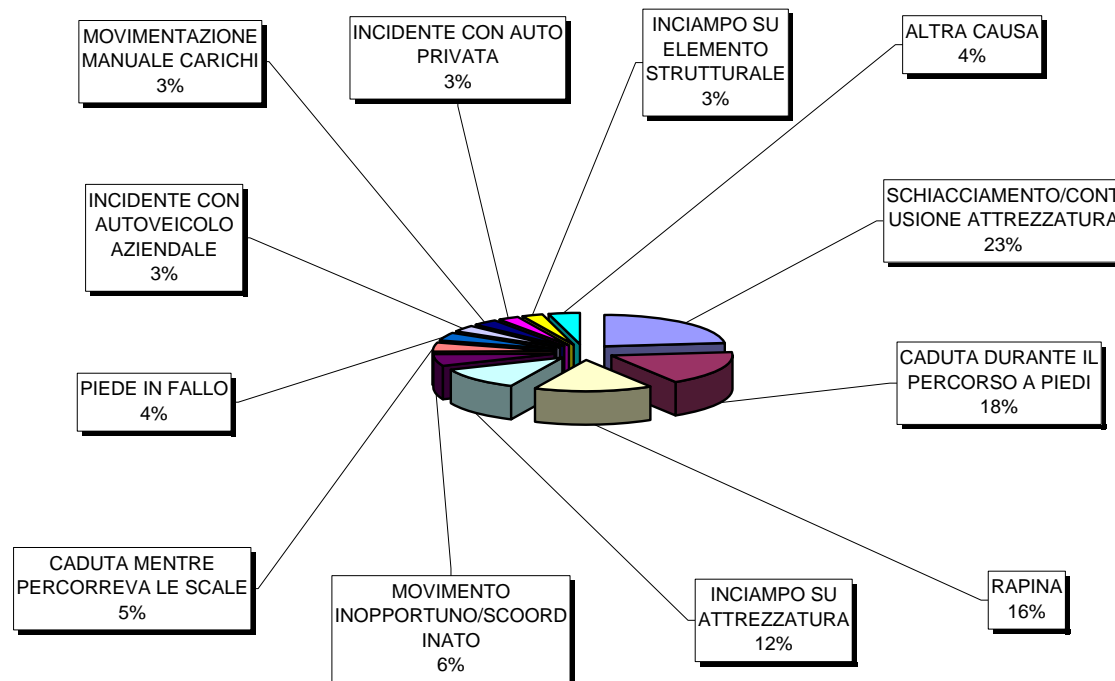 MOVIMENTAZIONE
MANUALE CARICHI
3%
INCIDENTE CON AUTO
PRIVATA
3%
INCIAMPO SU
ELEMENTO
STRUTTURALE
3%
ALTRA CAUSA
4%
INCIDENTE CON
AUTOVEICOLO
AZIENDALE
3%
SCHIACCIAMENTO/CONT
USIONE ATTREZZATURA
23%
PIEDE IN FALLO
4%
CADUTA DURANTE IL
PERCORSO A PIEDI
18%
CADUTA MENTRE
PERCORREVA LE SCALE
5%
MOVIMENTO
INOPPORTUNO/SCOORD
INATO
6%
INCIAMPO SU
ATTREZZATURA
12%
RAPINA
16%